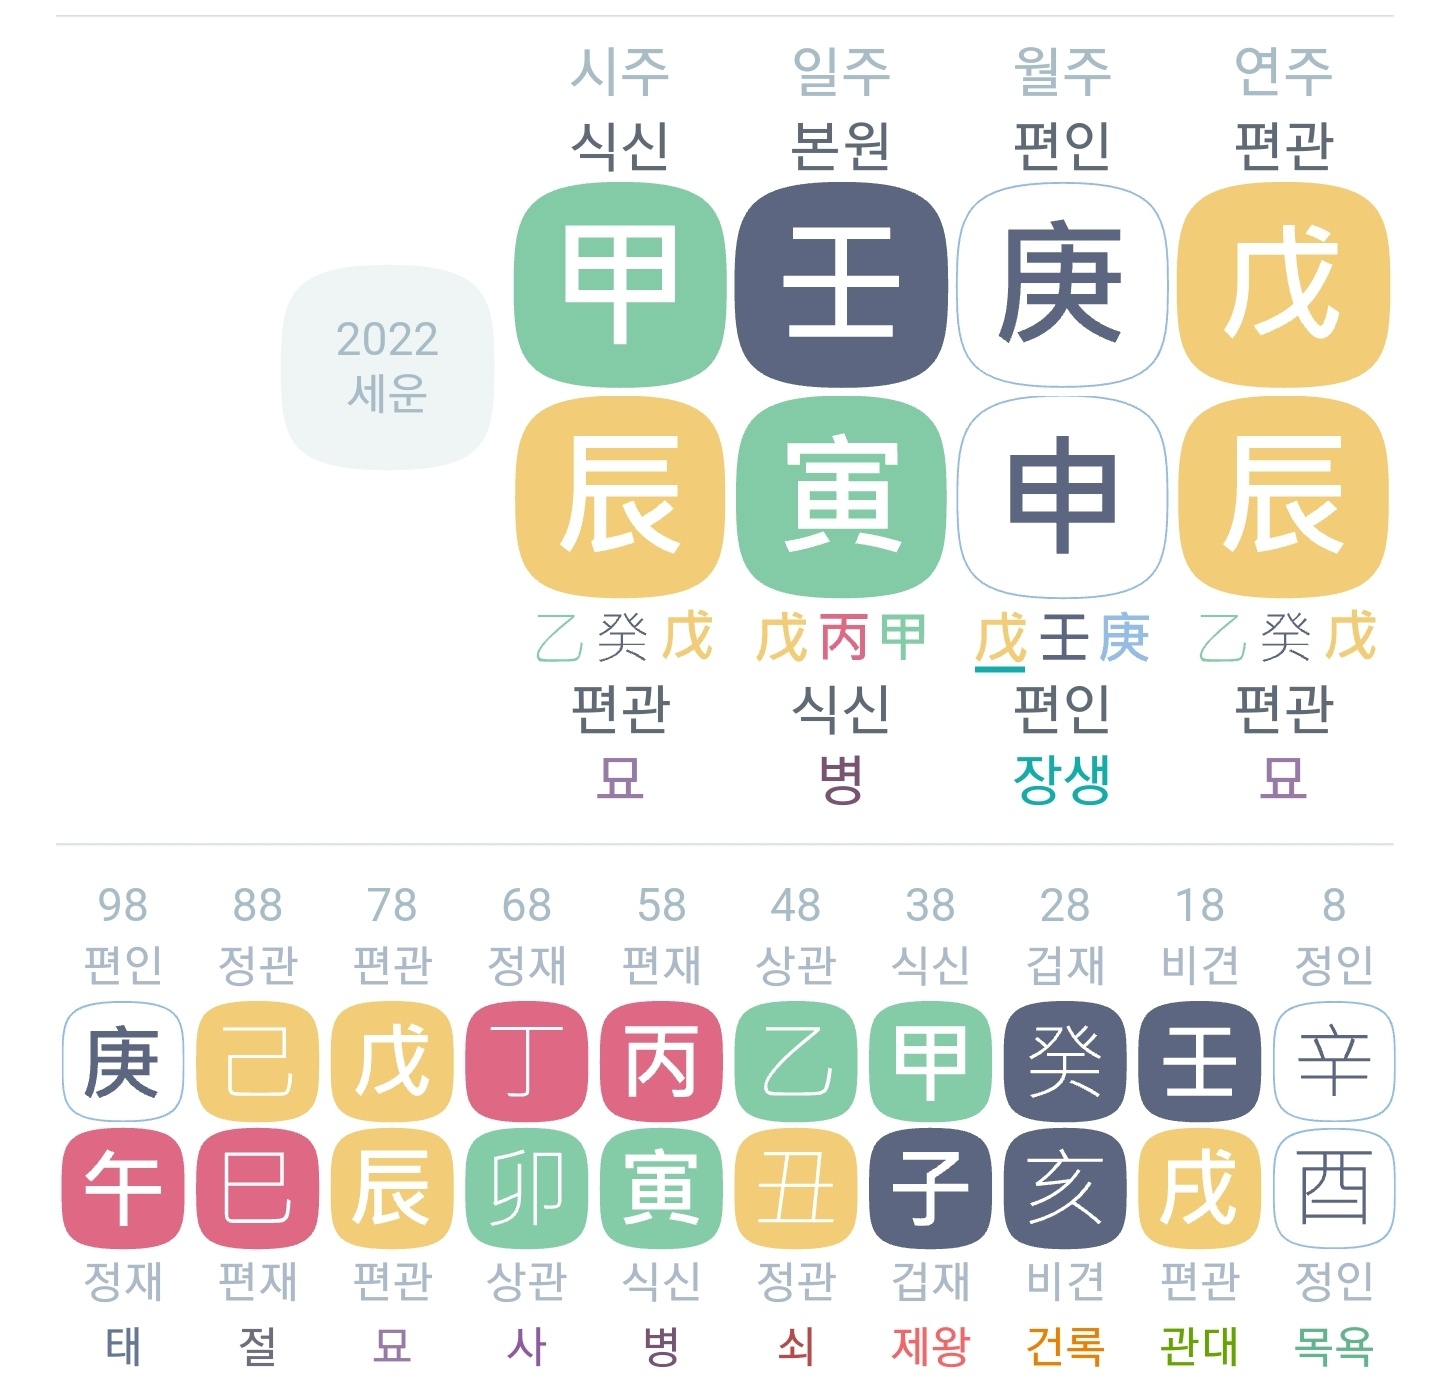 시주 일주 월주 연주
식신 본원 편인 편관
甲 壬 庚 戊
2022
세운
辰 寅 申 辰
乙 癸 戊 戊 丙 甲 戊 壬 庚 乙 癸 戊
편관 식신 편인 편관
묘 병 장생 묘
98 88 78 68 58 48 38 28 18 8
편인 정관 편관 정재 편재 상관 식신 겁재 비견 정인
庚 己 戊 丁 丙 乙 甲 癸 壬 辛
午 巳 辰 卯 寅 丑 子 亥 戌 酉
정재 편재 편관 상관 식신 정관 겁재 비견 편관 정인
태 절 묘 사 병 쇠 제왕 건록 관대 목욕